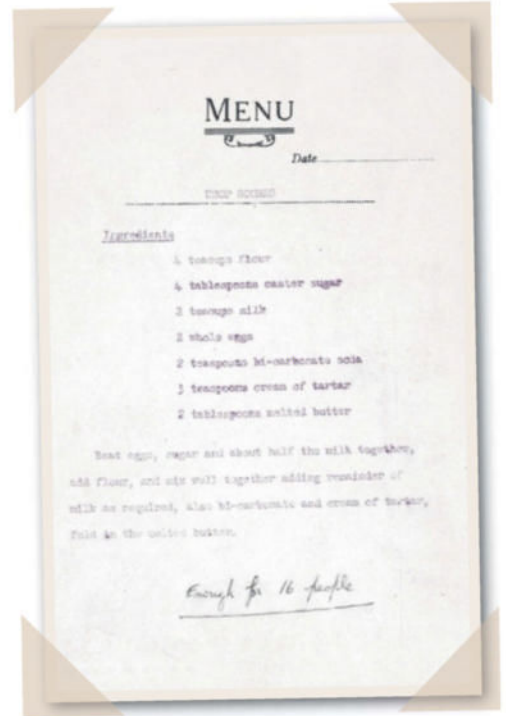 MENU
Date
DROP SCONES
Ingredients
4 teacups flour
4 tablespoons caster sugar
2 teacups milk
2 whole eggs
2 teaspoons bi-carbonate soda
3 teaspoons cream of tartar
2 tablespoons melted butter
Beat eggs, sugar and about half the milk together,
add flour, and mix well together adding remainder of
milk as required, also bi-carbonate and cream of tartar,
fold in the melted butter.
Enough for 16 people